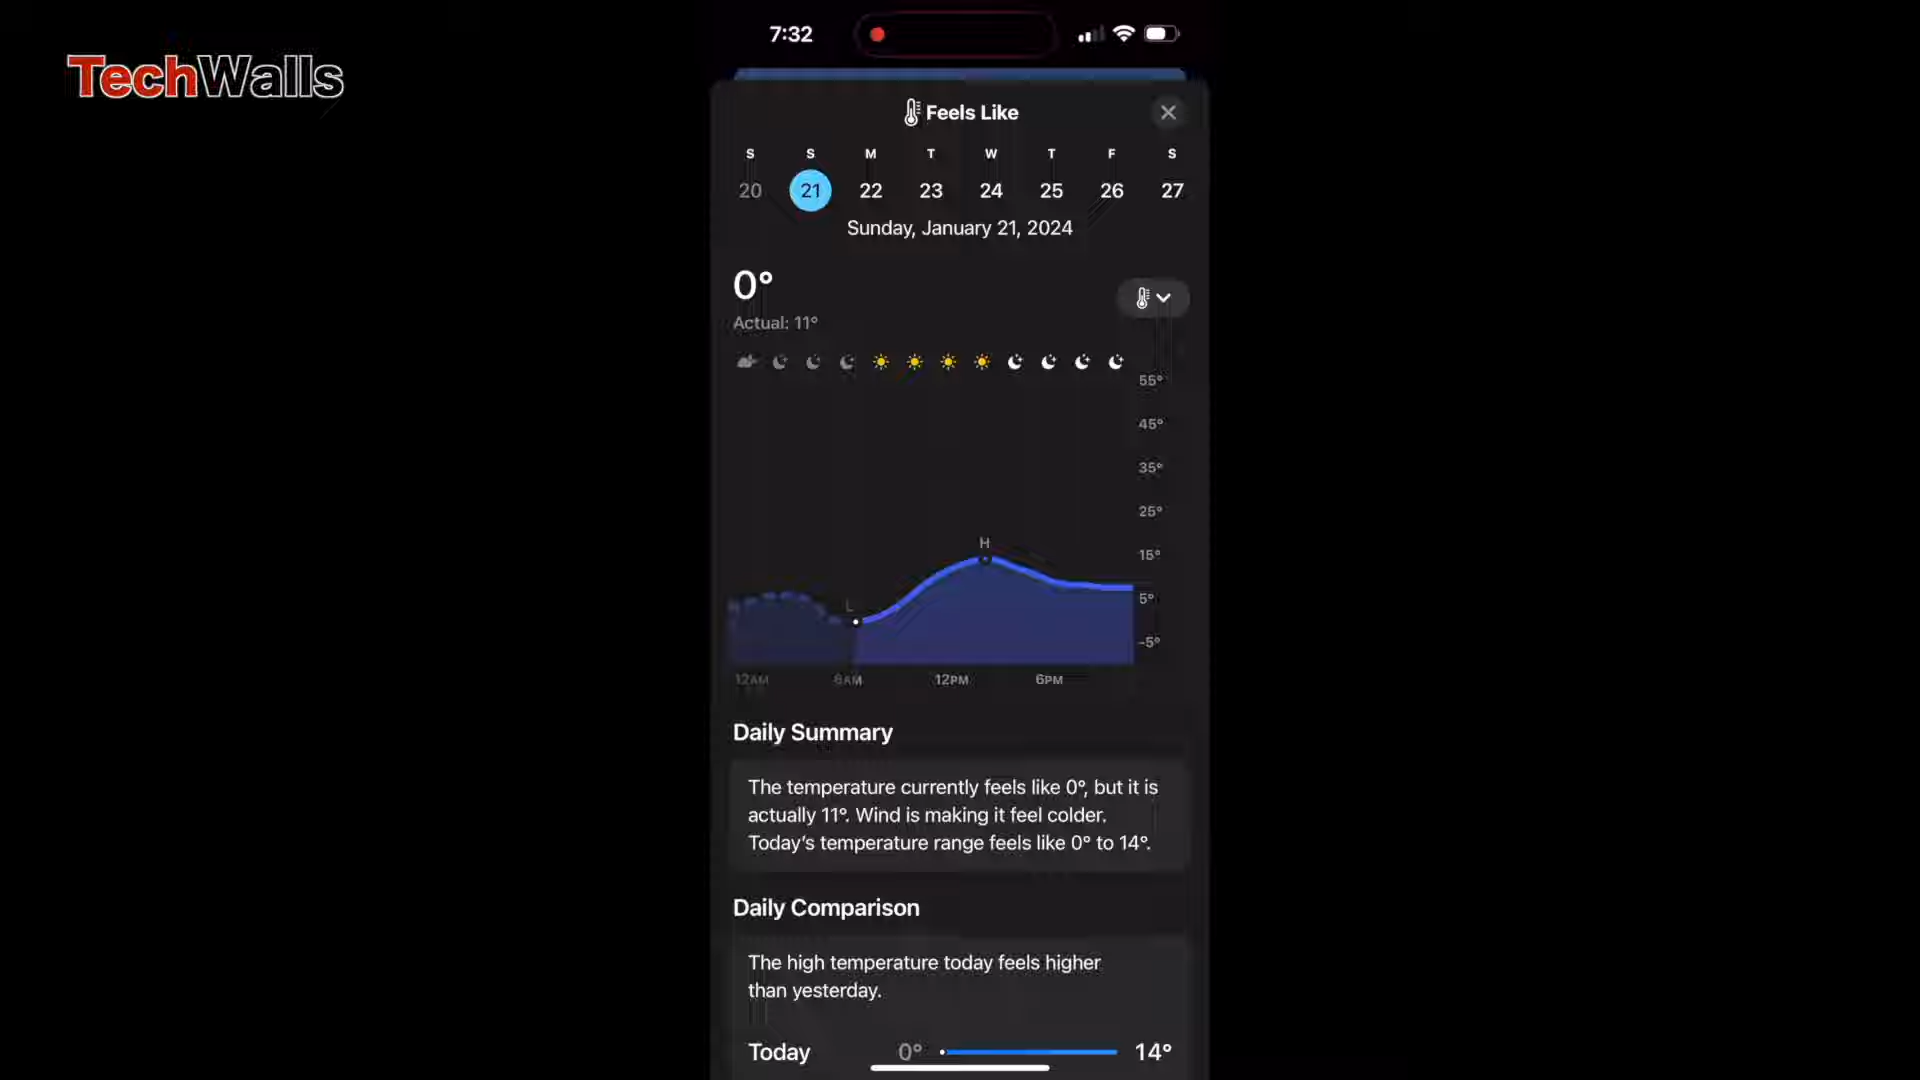 TechWalls
7:32
Feels Like
S S M T W T F S
20 21 22 23 24 25 26 27
Sunday, January 21, 2024
0°
Actual: 11°
55°
45°
35°
25°
H
15°
L
5°
-5°
12AM 6AM 12PM 6PM
Daily Summary
The temperature currently feels like 0°, but it is
actually 11°. Wind is making it feel colder.
Today's temperature range feels like 0° to 14°.
Daily Comparison
The high temperature today feels higher
than yesterday.
Today 0° 14°